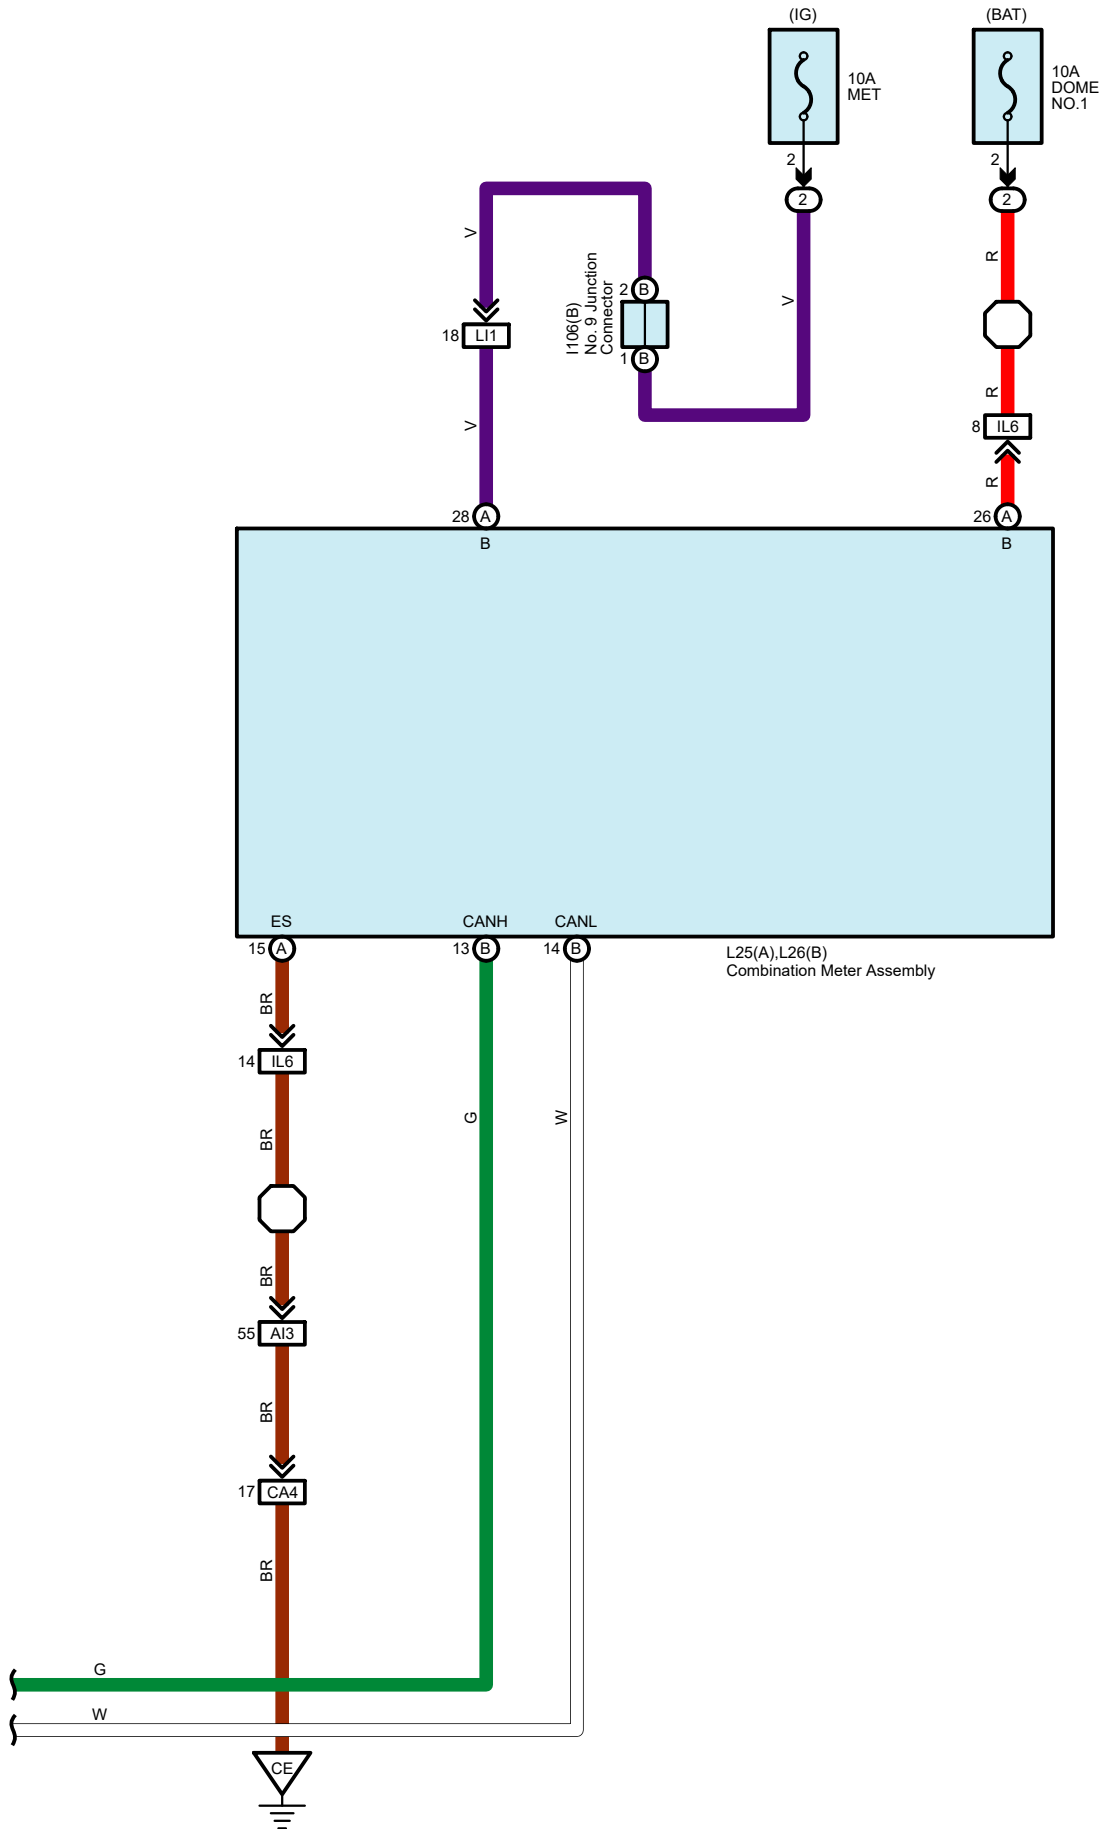 (IG)
(BAT)
10A
MET
10A
DOME
NO.1
2
2
2
2
V
V
R
I106(B)
No. 9 Junction
Connector
2 B
1 B
18 LI1
V
R
8 IL6
R
28 A
26 A
B
B
ES
CANH
CANL
15 A
13 B
14 B
L25(A),L26(B)
Combination Meter Assembly
BR
14 IL6
G
W
BR
BR
55 AI3
BR
17 CA4
BR
G
W
CE